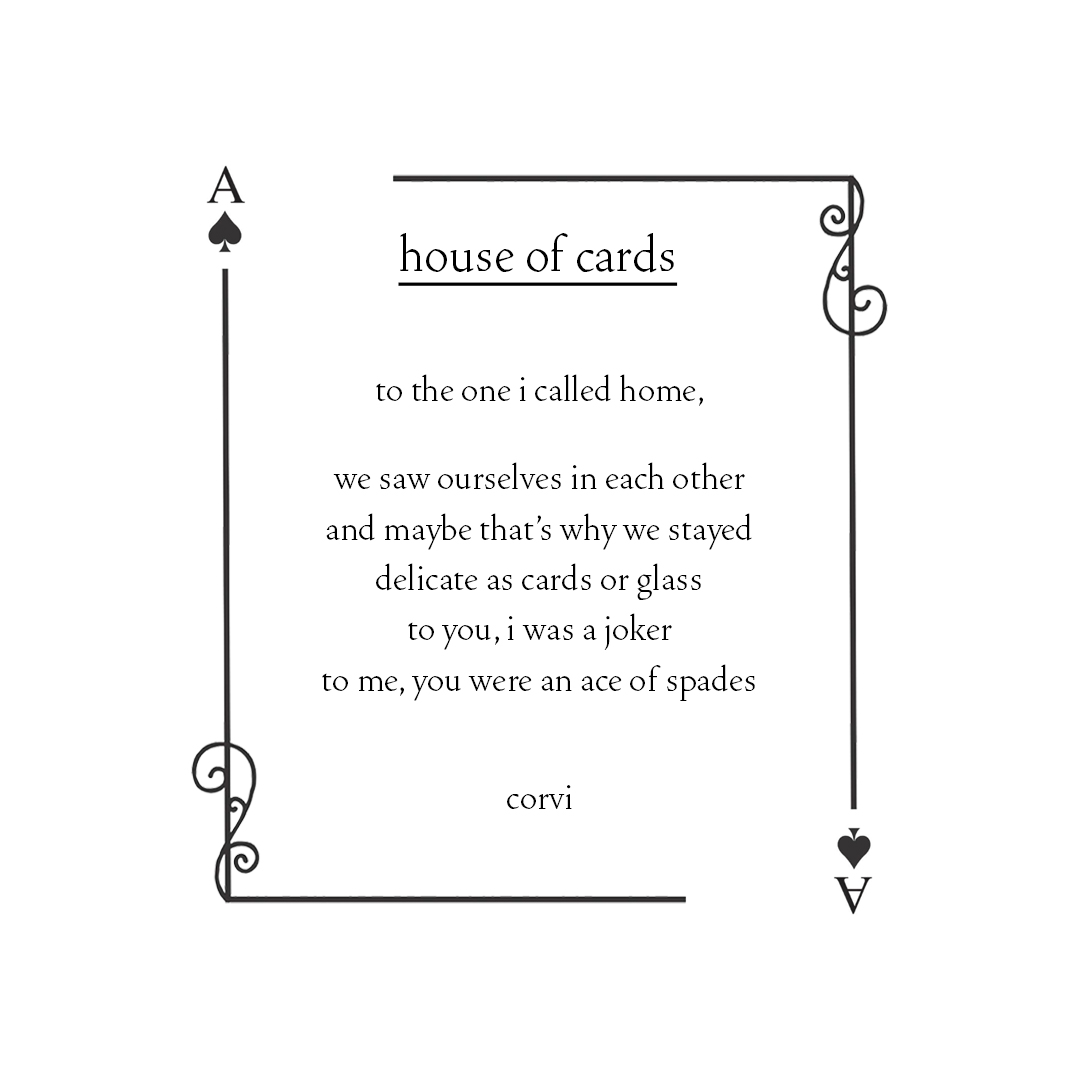 A
house of cards
to the one i called home,
we saw ourselves in each other
and maybe that’s why we stayed
delicate as cards or glass
to you, i was a joker
to me, you were an ace of spades
corvi
A